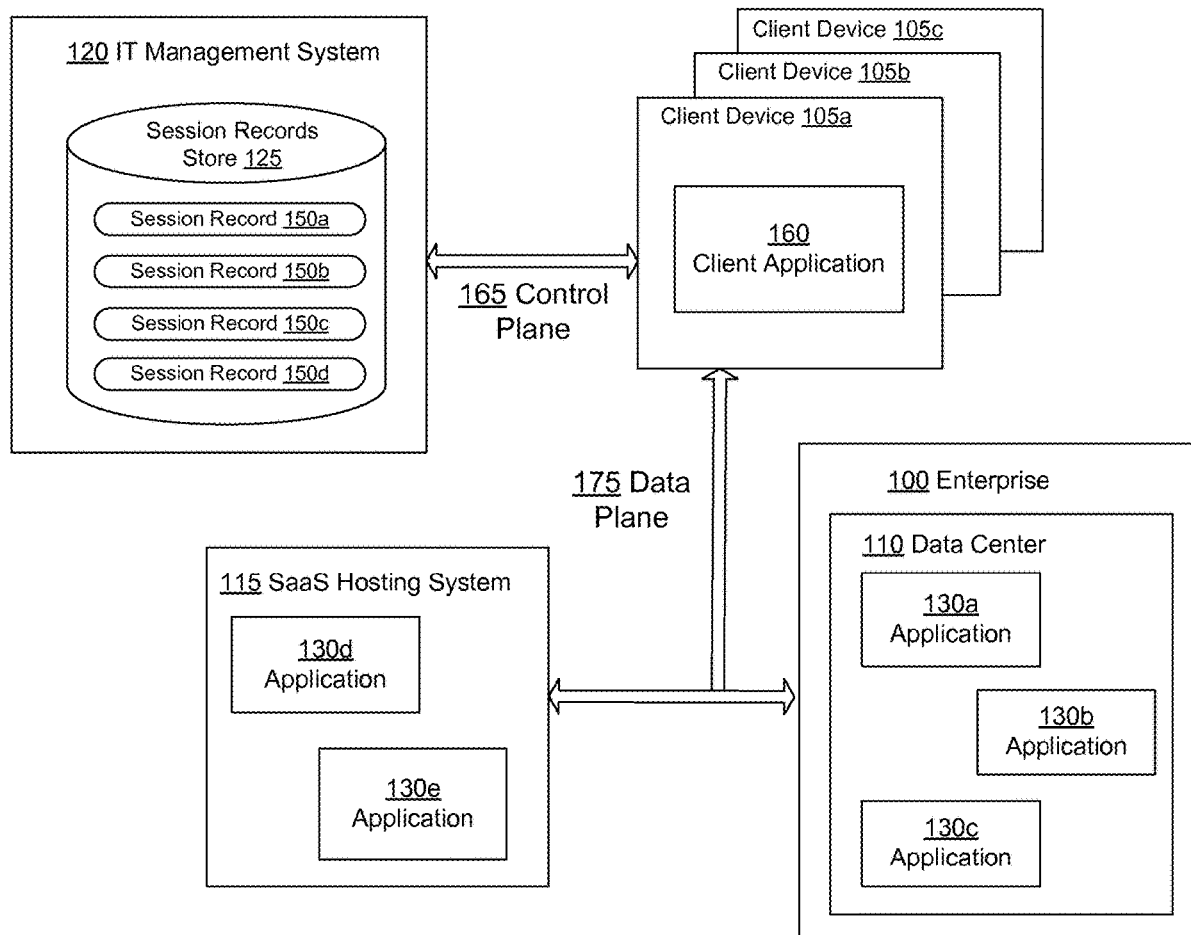 120 IT Management System
Session Records
Store 125
Session Record 150a
Session Record 150b
Session Record 150c
Session Record 150d
Client Device 105c
Client Device 105b
Client Device 105a
160
Client Application
165 Control
Plane
175 Data
Plane
115 SaaS Hosting System
130d
Application
130e
Application
100 Enterprise
110 Data Center
130a
Application
130b
Application
130c
Application